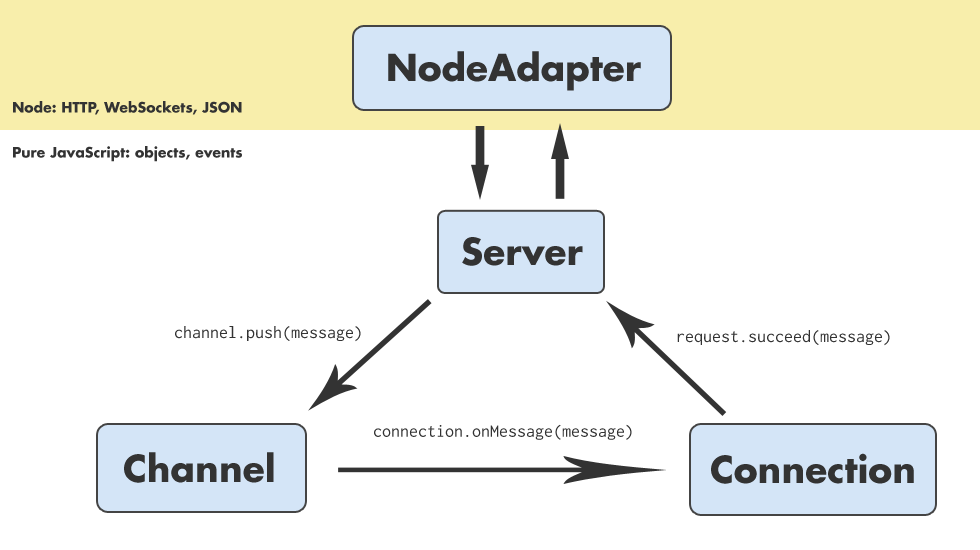 NodeAdapter
Node: HTTP, WebSockets, JSON
Pure JavaScript: objects, events
Server
channel.push(message)
request.succeed(message)
connection.onMessage(message)
Channel
Connection